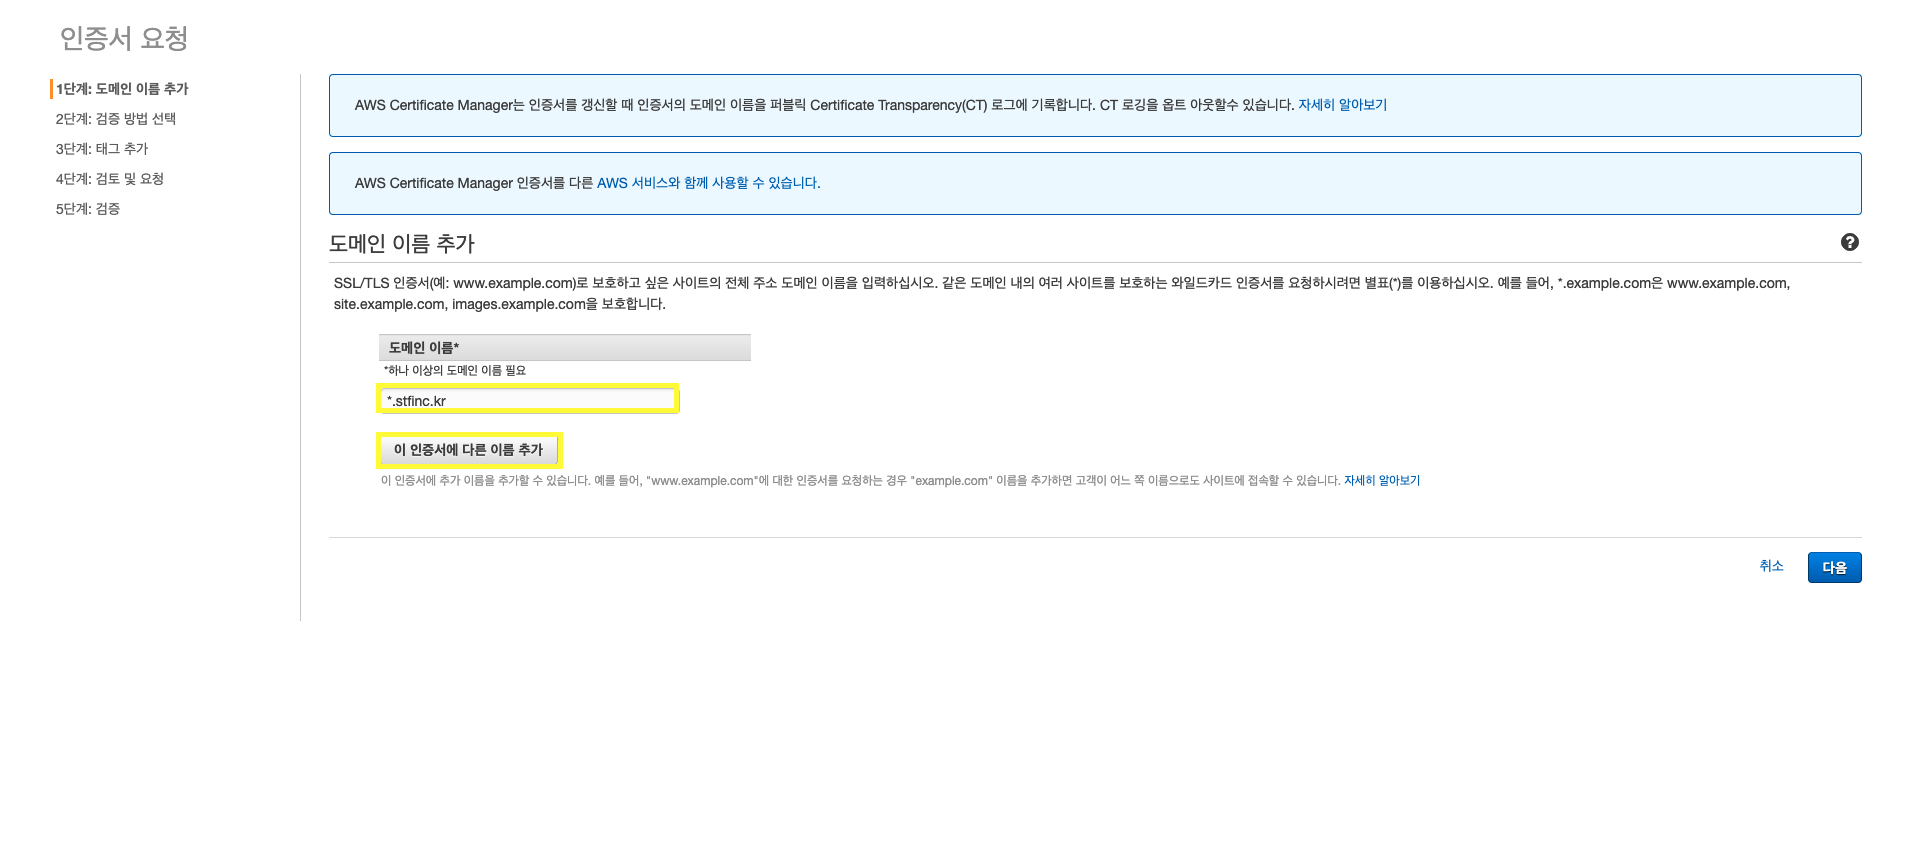 인증서 요청
1단계: 도메인 이름 추가
2단계: 검증 방법 선택
3단계: 태그 추가
4단계: 검토 및 요청
5단계: 검증
AWS Certificate Manager는 인증서를 갱신할 때 인증서의 도메인 이름을 퍼블릭 Certificate Transparency(CT) 로그에 기록합니다. CT 로깅을 옵트 아웃할수 있습니다. 자세히 알아보기
AWS Certificate Manager 인증서를 다른 AWS 서비스와 함께 사용할 수 있습니다.
도메인 이름 추가
?
SSL/TLS 인증서(예: www.example.com)로 보호하고 싶은 사이트의 전체 주소 도메인 이름을 입력하십시오. 같은 도메인 내의 여러 사이트를 보호하는 와일드카드 인증서를 요청하시려면 별표(*)를 이용하십시오. 예를 들어, *.example.com은 www.example.com,
site.example.com, images.example.com을 보호합니다.
도메인 이름*
*하나 이상의 도메인 이름 필요
*.stfinc.kr
이 인증서에 다른 이름 추가
이 인증서에 추가 이름을 추가할 수 있습니다. 예를 들어, "www.example.com"에 대한 인증서를 요청하는 경우 "example.com" 이름을 추가하면 고객이 어느 쪽 이름으로도 사이트에 접속할 수 있습니다. 자세히 알아보기
취소
다음